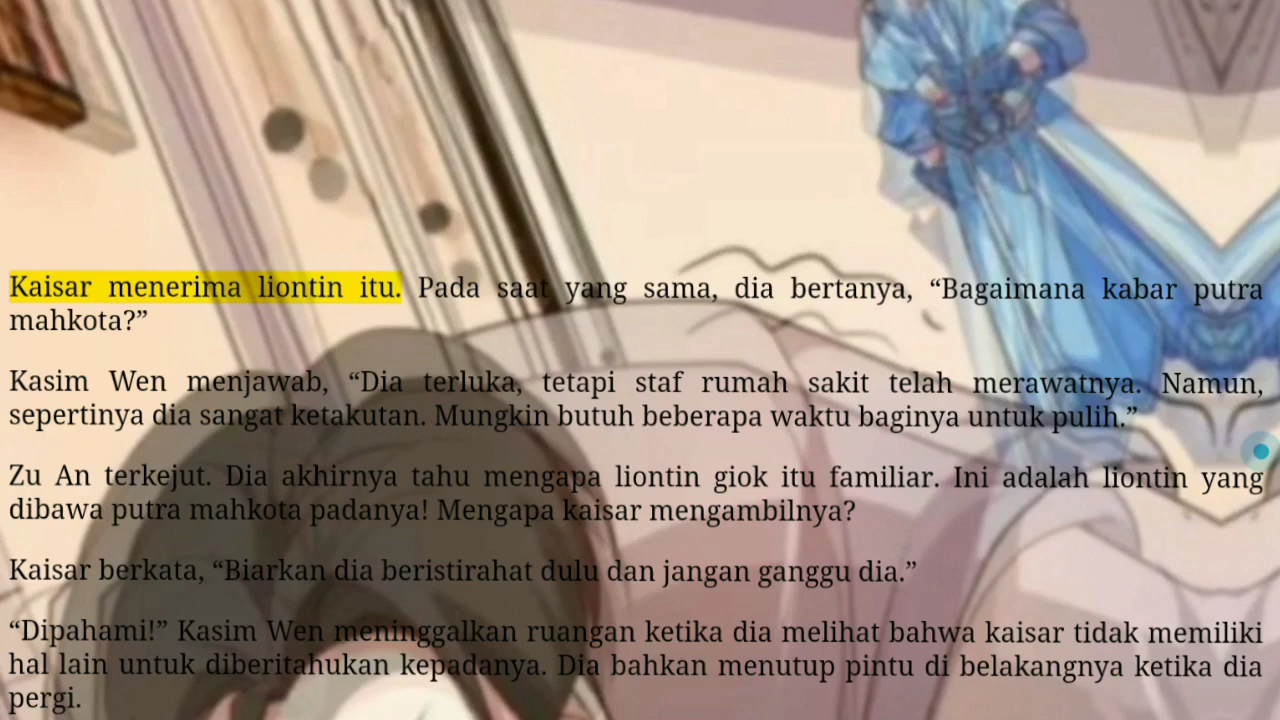 Kaisar menerima liontin itu. Pada saat yang sama, dia bertanya, “Bagaimana kabar putra
mahkota?”
Kasim Wen menjawab, “Dia terluka, tetapi staf rumah sakit telah merawatnya. Namun,
sepertinya dia sangat ketakutan. Mungkin butuh beberapa waktu baginya untuk pulih.”
Zu An terkejut. Dia akhirnya tahu mengapa liontin giok itu familiar. Ini adalah liontin yang
dibawa putra mahkota padanya! Mengapa kaisar mengambilnya?
Kaisar berkata, “Biarkan dia beristirahat dulu dan jangan ganggu dia.”
“Dipahami!” Kasim Wen meninggalkan ruangan ketika dia melihat bahwa kaisar tidak memiliki
hal lain untuk diberitahukan kepadanya. Dia bahkan menutup pintu di belakangnya ketika dia
pergi.